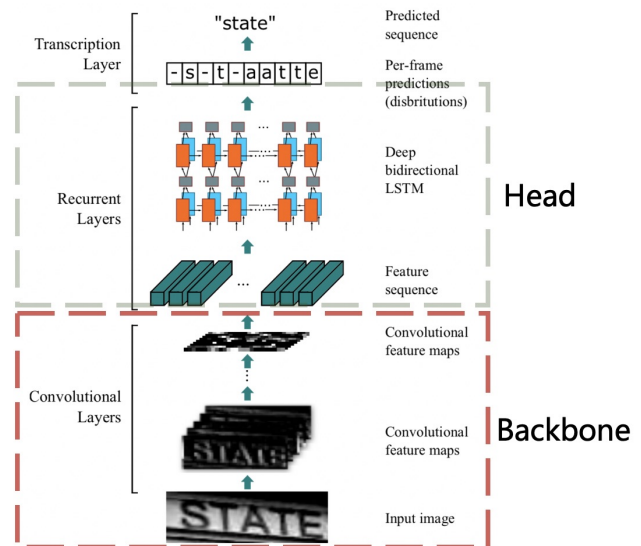 "state"
Predicted
sequence
Transcription
Layer
-s-t-aatte
Per-frame
predictions
(disbritutions)
Recurrent
Layers
...
...
Deep
bidirectional
LSTM
Head
...
Feature
sequence
Convolutional
Layers
Convolutional
feature maps
STATE
Convolutional
feature maps
Backbone
STATE
Input image